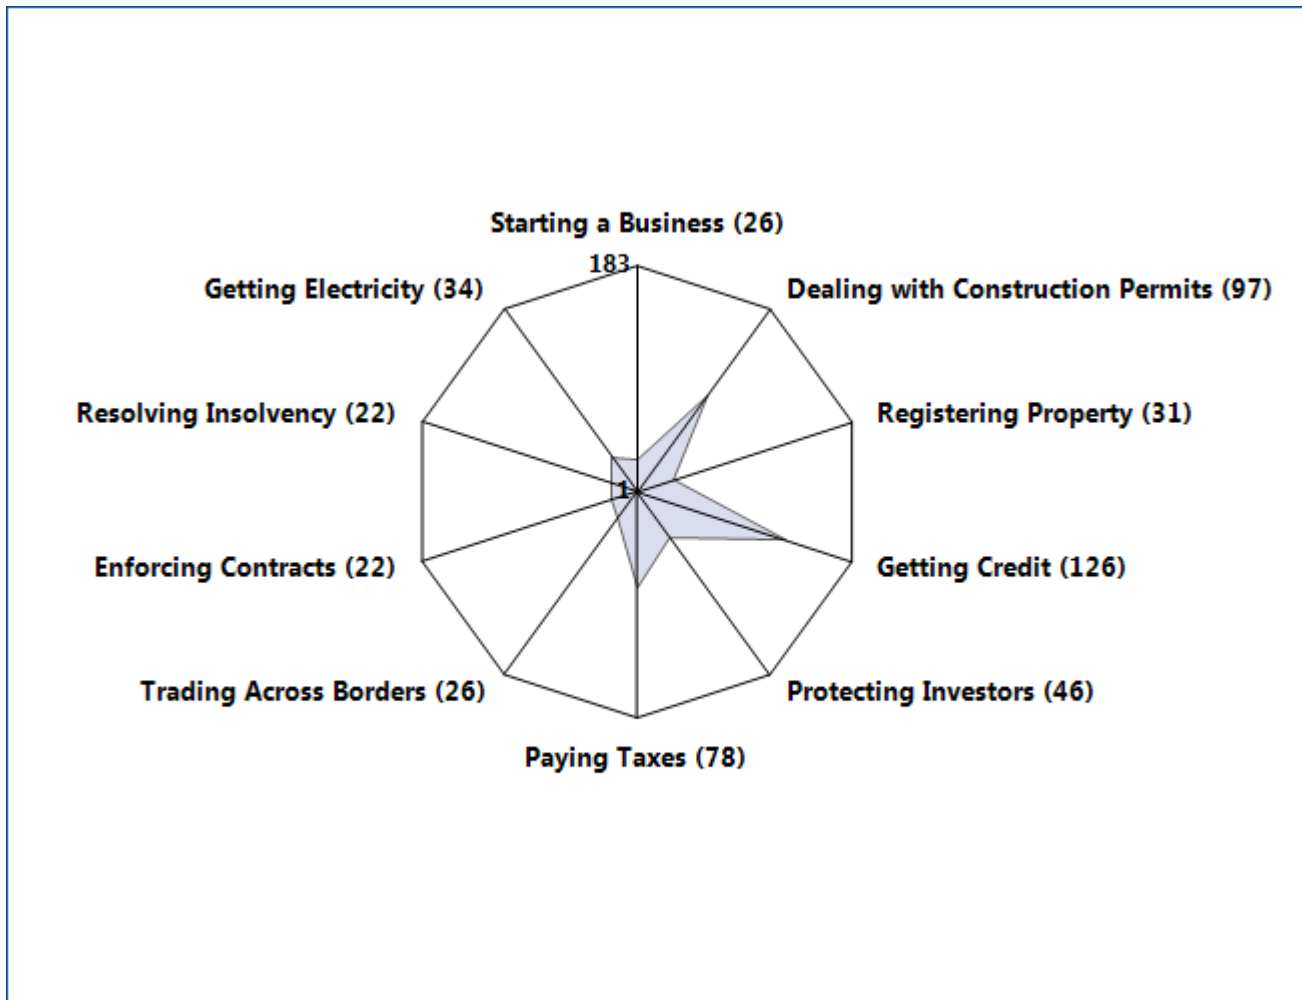 Starting a Business (26)
183
Getting Electricity (34)
Dealing with Construction Permits (97)
Resolving Insolvency (22)
Registering Property (31)
1
Enforcing Contracts (22)
Getting Credit (126)
Trading Across Borders (26)
Protecting Investors (46)
Paying Taxes (78)